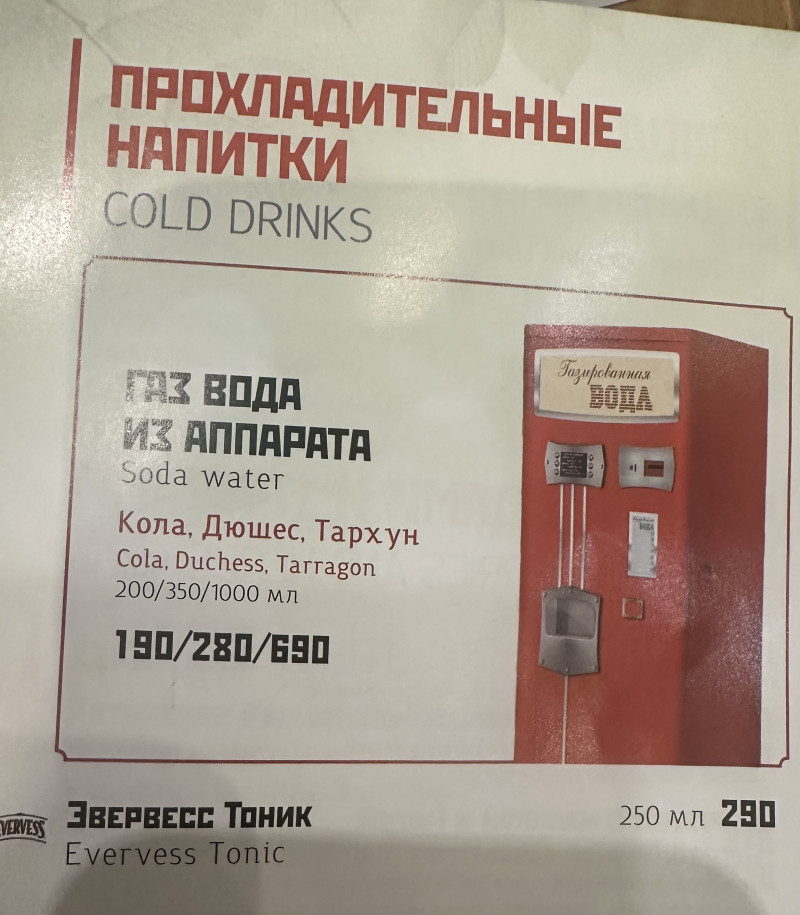 ПРОХЛАДИТЕЛЬНЫЕ
НАПИТКИ
COLD DRINKS
ГАЗ ВОДА
ИЗ АППАРАТА
Soda water
Кола, Дюшес, Тархун
Cola, Duchess, Tarragon
200/350/1000 мл
190/280/690
Газированная
ВОДА
EVERVESS
Эвервесс Тоник
250 мл 290
Evervess Tonic